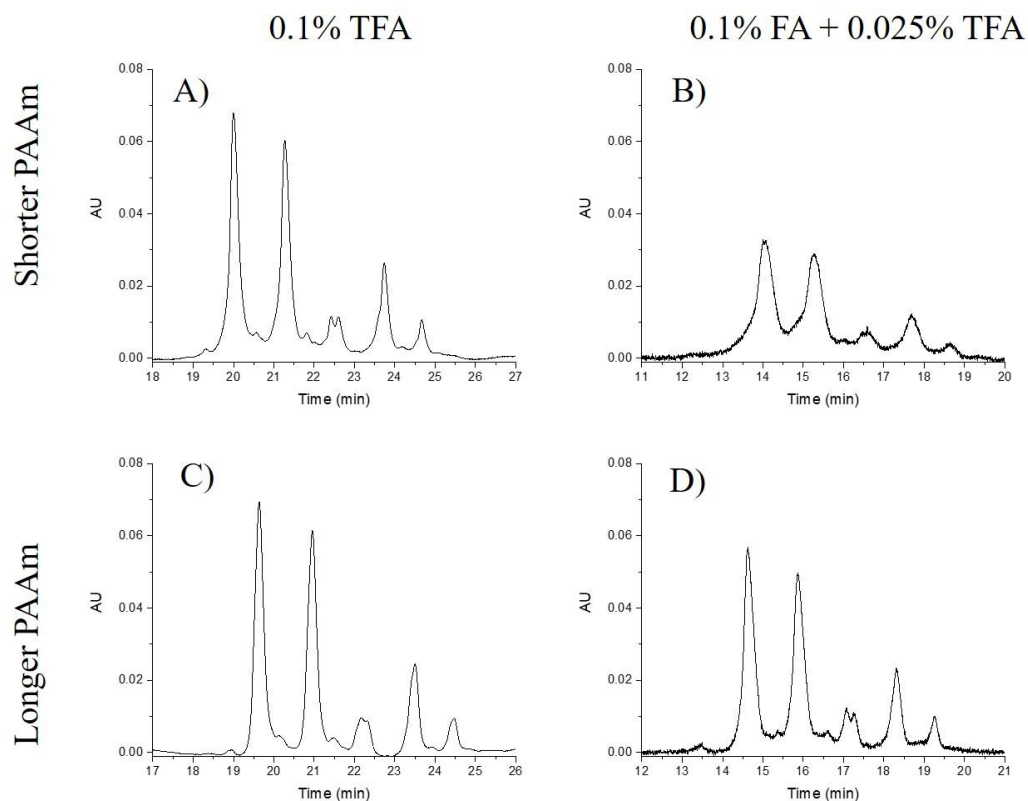 0.1% TFA
0.1% FA + 0.025% TFA
Shorter PAAm
A)
0.08
0.06
0.04
0.02
0.00
AU
18 19 20 21 22 23 24 25 26 27
Time (min)
B)
0.08
0.06
0.04
0.02
0.00
AU
11 12 13 14 15 16 17 18 19 20
Time (min)
Longer PAAm
C)
0.08
0.06
0.04
0.02
0.00
AU
17 18 19 20 21 22 23 24 25 26
Time (min)
D)
0.08
0.06
0.04
0.02
0.00
AU
12 13 14 15 16 17 18 19 20 21
Time (min)